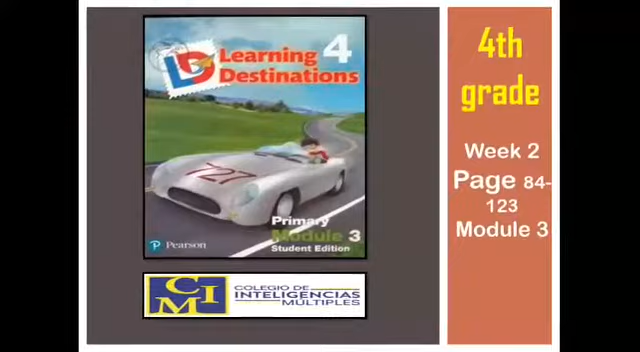 LD
Learning 4
Destinations
727
Primary
Module 3
Student Edition
Pearson
CIM
COLEGIO DE
INTELIGENCIAS
MÚLTIPLES
4th
grade
Week 2
Page 84-
123
Module 3